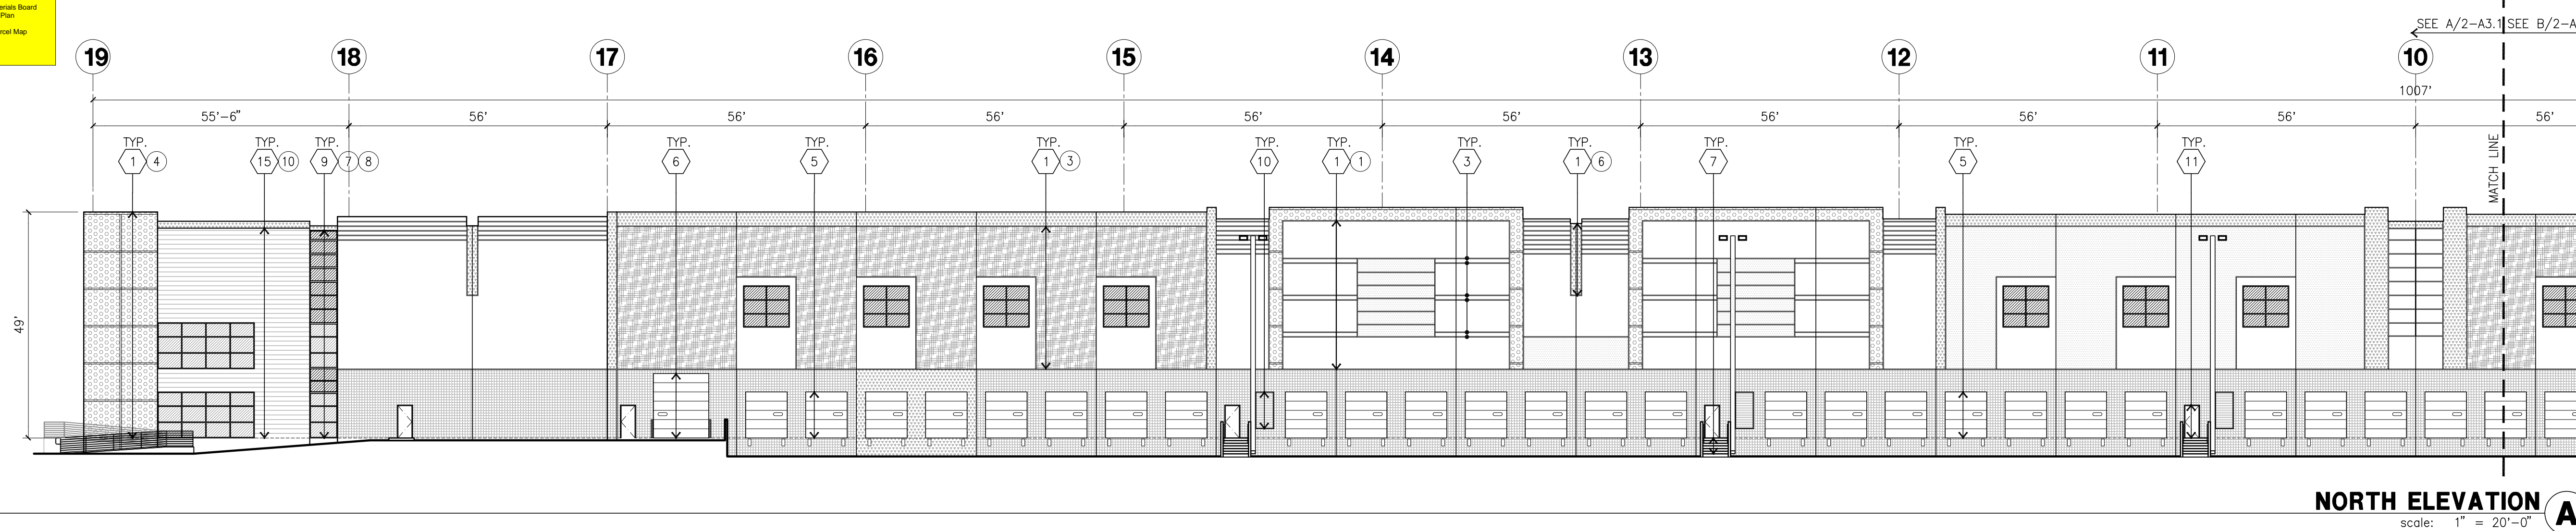 erials Board
Plan
rcel Map
SEE A/2-A3.1 SEE B/2-A
19 18 17 16 15 14 13 12 11 10
1007'
55'-6" 56' 56' 56' 56' 56' 56' 56' 56' 56'
TYP. TYP. TYP. TYP. TYP. TYP. TYP. TYP. TYP. TYP. TYP. TYP. TYP.
1 4 15 10 9 7 8 6 5 1 3 10 1 1 3 1 6 7 5 11
MATCH LINE
49'
NORTH ELEVATION A
scale: 1" = 20'-0"